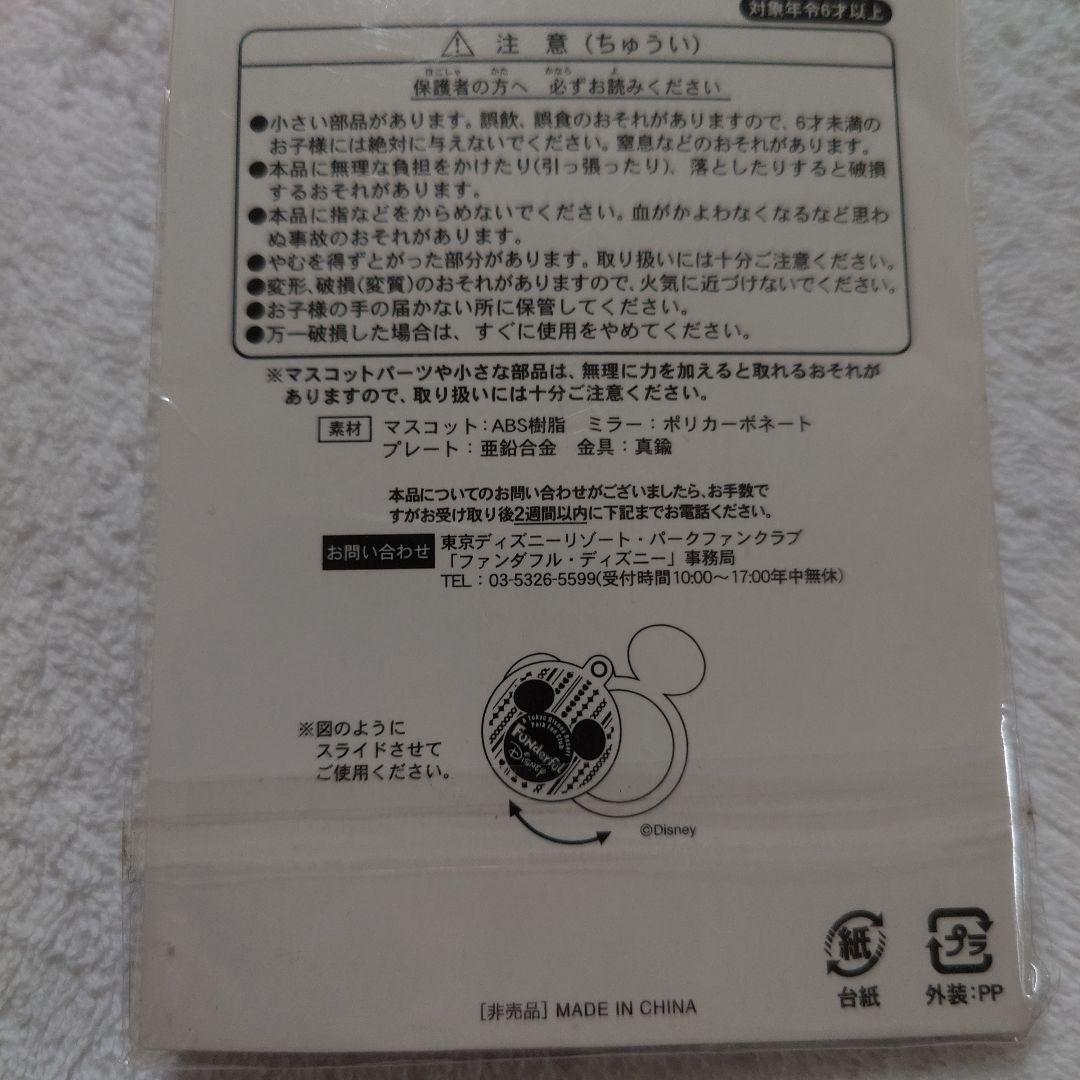 対象年令6才以上
注 意 (ちゅうい)
ほごしゃ かた かなら よ
保護者の方へ 必ずお読みください
●小さい部品があります。誤飲、誤食のおそれがありますので、6才未満の
お子様には絶対に与えないでください。窒息などのおそれがあります。
●本品に無理な負担をかけたり(引っ張ったり)、落としたりすると破損
するおそれがあります。
●本品に指などをからめないでください。血がかよわなくなるなど思わ
ぬ事故のおそれがあります。
●やむを得ずとがった部分があります。取り扱いには十分ご注意ください。
●変形、破損(変質)のおそれがありますので、火気に近づけないでください。
●お子様の手の届かない所に保管してください。
●万一破損した場合は、すぐに使用をやめてください。
※マスコットパーツや小さな部品は、無理に力を加えると取れるおそれが
ありますので、取り扱いには十分ご注意ください。
素材 マスコット:ABS樹脂 ミラー:ポリカーボネート
プレート:亜鉛合金 金具:真鍮
本品についてのお問い合わせがございましたら、お手数で
すがお受け取り後2週間以内に下記までお電話ください。
お問い合わせ 東京ディズニーリゾート・パークファンクラブ
「ファンダフル・ディズニー」事務局
TEL:03-5326-5599(受付時間10:00〜17:00年中無休)
A Tokyo Disney Resort
Park Fan Club
FUNderful
DISNEY
※図のように
スライドさせて
ご使用ください。
©Disney
紙
台紙
プラ
外装:PP
[非売品] MADE IN CHINA